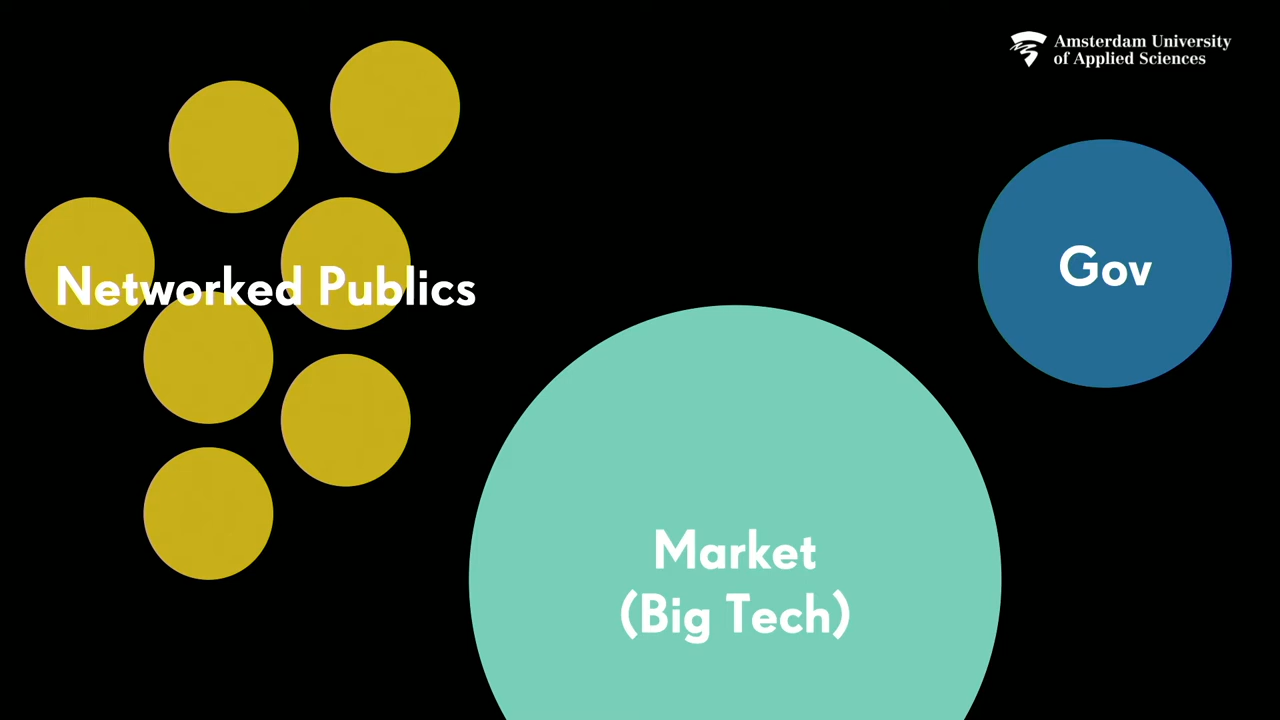 Amsterdam University
of Applied Sciences
Networked Publics
Gov
Market
(Big Tech)